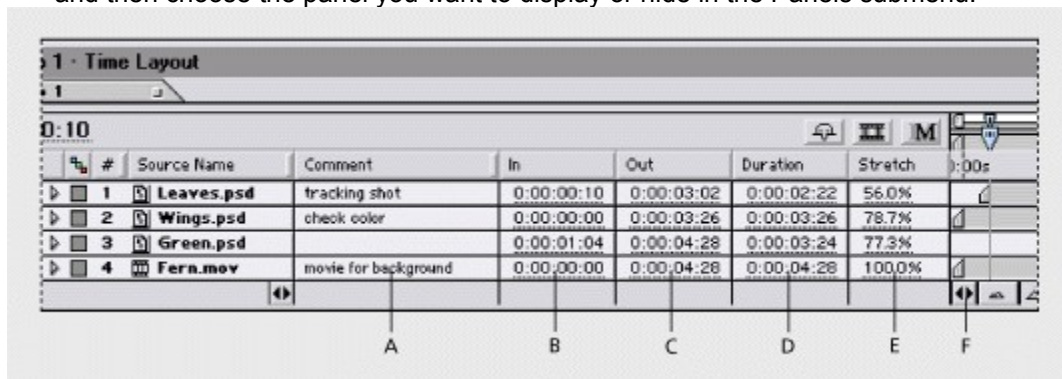 and then choose the panel you want to display or hide in the Panels submenu.
1 · Time Layout
1
0:10 M
# Source Name Comment In Out Duration Stretch :00s
1 Leaves.psd tracking shot 0:00:00:10 0:00:03:02 0:00:02:22 56.0%
2 Wings.psd check color 0:00:00:00 0:00:03:26 0:00:03:26 78.7%
3 Green.psd 0:00:01:04 0:00:04:28 0:00:03:24 77.3%
4 Fern.mov movie for background 0:00:00:00 0:00:04:28 0:00:04:28 100.0%
A B C D E F